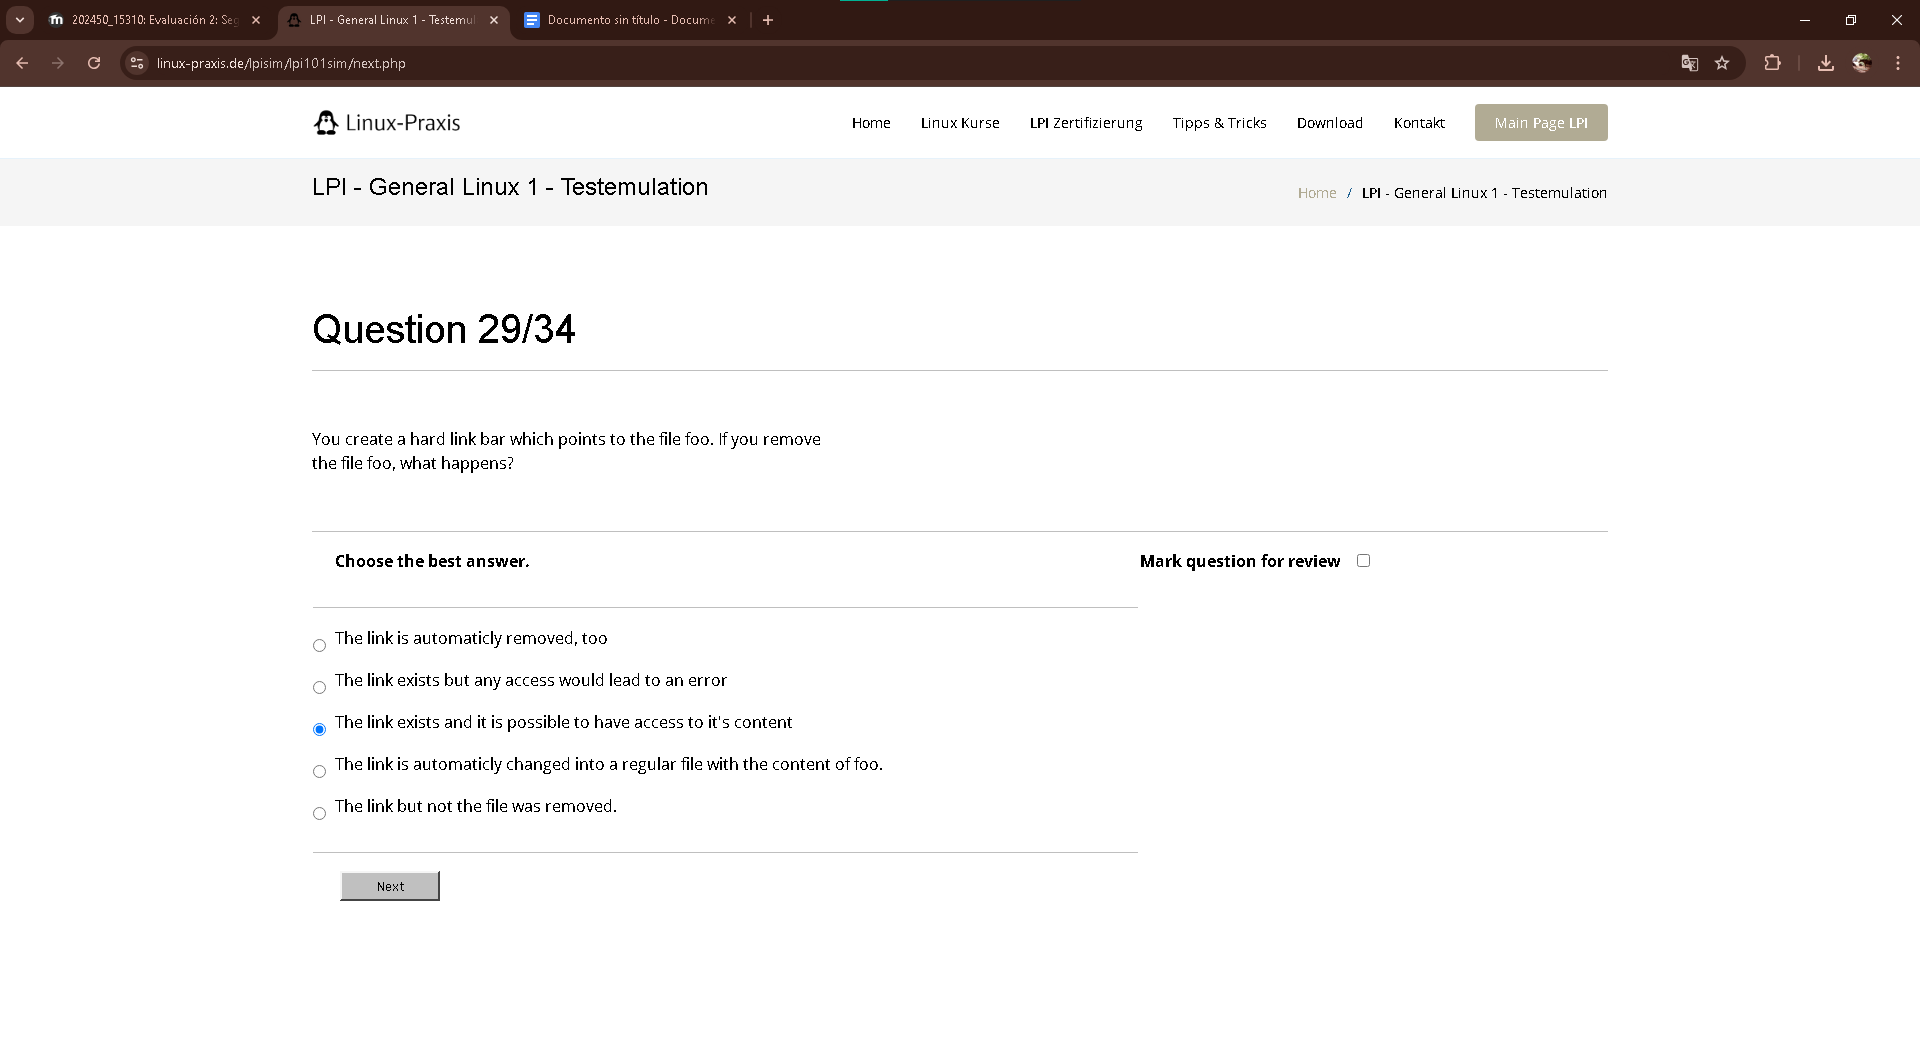 202450_15310: Evaluación 2: Seg
LPI - General Linux 1 - Testemul
Documento sin título - Docume
linux-praxis.de/lpisim/lpi101sim/next.php
Linux-Praxis
Home
Linux Kurse
LPI Zertifizierung
Tipps & Tricks
Download
Kontakt
Main Page LPI
LPI - General Linux 1 - Testemulation
Home / LPI - General Linux 1 - Testemulation
Question 29/34
You create a hard link bar which points to the file foo. If you remove
the file foo, what happens?
Choose the best answer.
Mark question for review
The link is automaticly removed, too
The link exists but any access would lead to an error
The link exists and it is possible to have access to it's content
The link is automaticly changed into a regular file with the content of foo.
The link but not the file was removed.
Next